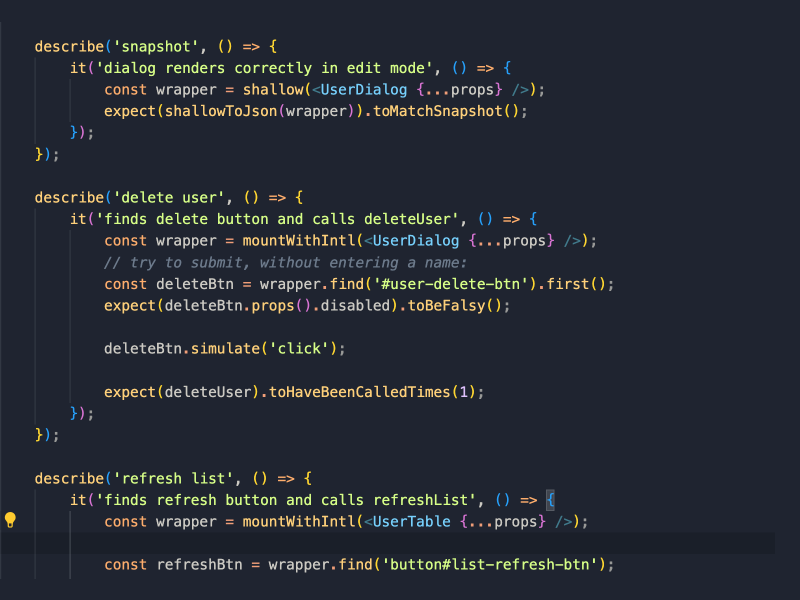 describe('snapshot', () => {
    it('dialog renders correctly in edit mode', () => {
        const wrapper = shallow(<UserDialog {...props} />);
        expect(shallowToJson(wrapper)).toMatchSnapshot();
    });
});

describe('delete user', () => {
    it('finds delete button and calls deleteUser', () => {
        const wrapper = mountWithIntl(<UserDialog {...props} />);
        // try to submit, without entering a name:
        const deleteBtn = wrapper.find('#user-delete-btn').first();
        expect(deleteBtn.props().disabled).toBeFalsy();

        deleteBtn.simulate('click');

        expect(deleteUser).toHaveBeenCalledTimes(1);
    });
});

describe('refresh list', () => {
    it('finds refresh button and calls refreshList', () => {
        const wrapper = mountWithIntl(<UserTable {...props} />);

        const refreshBtn = wrapper.find('button#list-refresh-btn');